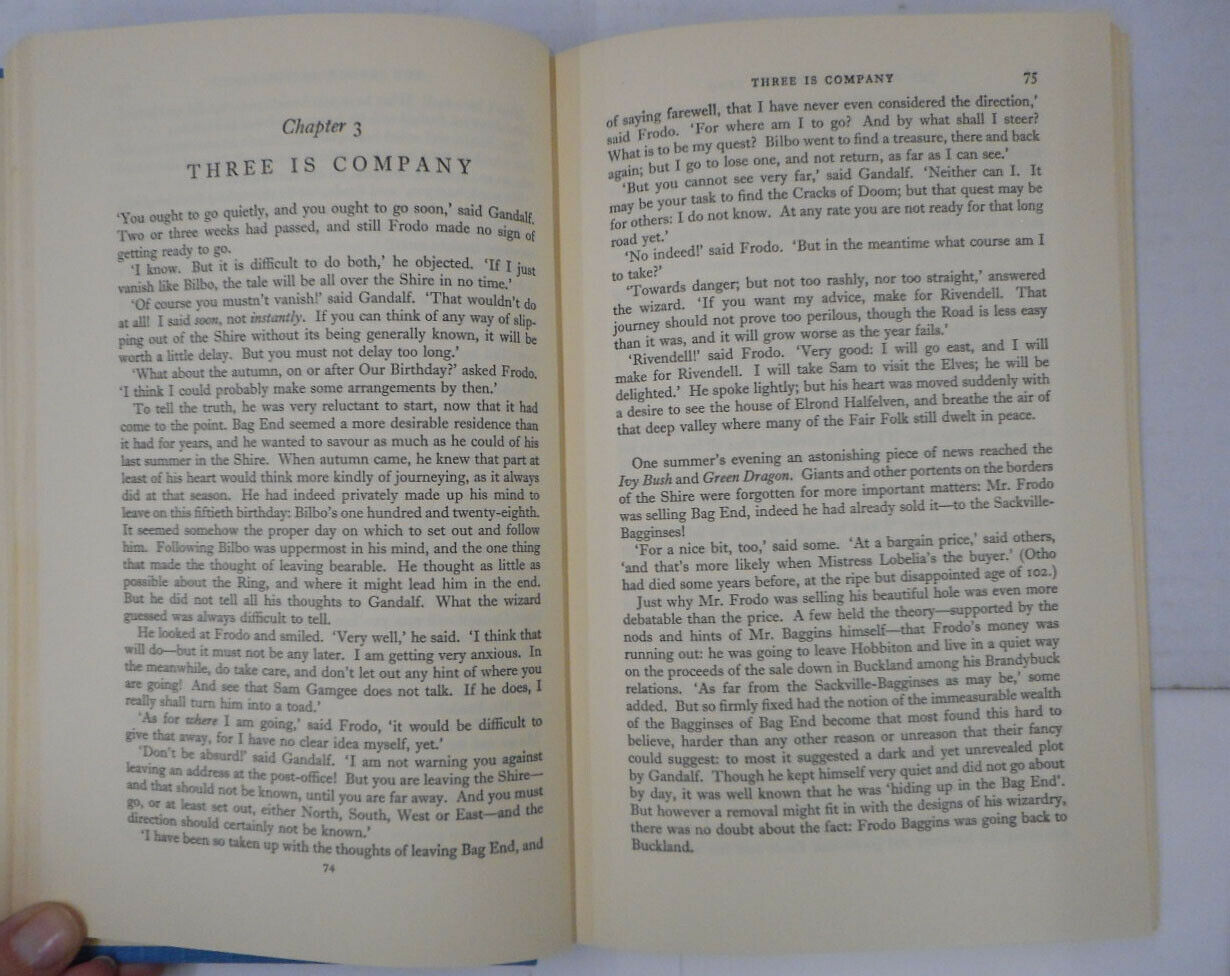 Chapter 3
THREE IS COMPANY
'You ought to go quietly, and you ought to go soon,' said Gandalf.
Two or three weeks had passed, and still Frodo made no sign of
getting ready to go.
'I know. But it is difficult to do both,' he objected. 'If I just
vanish like Bilbo, the tale will be all over the Shire in no time.'
'Of course you mustn't vanish!' said Gandalf. 'That wouldn't do
at all! I said soon, not instantly. If you can think of any way of slip-
ping out of the Shire without its being generally known, it will be
worth a little delay. But you must not delay too long.'
'What about the autumn, on or after Our Birthday?' asked Frodo.
'I think I could probably make some arrangements by then.'
To tell the truth, he was very reluctant to start, now that it had
come to the point. Bag End seemed a more desirable residence than
it had for years, and he wanted to savour as much as he could of his
last summer in the Shire. When autumn came, he knew that part at
least of his heart would think more kindly of journeying, as it always
did at that season. He had indeed privately made up his mind to
leave on this fiftieth birthday: Bilbo's one hundred and twenty-eighth.
It seemed somehow the proper day on which to set out and follow
him. Following Bilbo was uppermost in his mind, and the one thing
that made the thought of leaving bearable. He thought as little as
possible about the Ring, and where it might lead him in the end.
But he did not tell all his thoughts to Gandalf. What the wizard
guessed was always difficult to tell.
He looked at Frodo and smiled. 'Very well,' he said. 'I think that
will do—but it must not be any later. I am getting very anxious. In
the meanwhile, do take care, and don't let out any hint of where you
are going! And see that Sam Gamgee does not talk. If he does, I
really shall turn him into a toad.'
'As for where I am going,' said Frodo, 'it would be difficult to
give that away, for I have no clear idea myself, yet.'
'Don't be absurd!' said Gandalf. 'I am not warning you against
leaving an address at the post-office! But you are leaving the Shire—
and that should not be known, until you are far away. And you must
go, or at least set out, either North, South, West or East—and the
direction should certainly not be known.'
'I have been so taken up with the thoughts of leaving Bag End, and
74
THREE IS COMPANY 75
of saying farewell, that I have never even considered the direction,'
said Frodo. 'For where am I to go? And by what shall I steer?
What is to be my quest? Bilbo went to find a treasure, there and back
again; but I go to lose one, and not return, as far as I can see.'
'But you cannot see very far,' said Gandalf. 'Neither can I. It
may be your task to find the Cracks of Doom; but that quest may be
for others: I do not know. At any rate you are not ready for that long
road yet.'
'No indeed!' said Frodo. 'But in the meantime what course am I
to take?'
'Towards danger; but not too rashly, nor too straight,' answered
the wizard. 'If you want my advice, make for Rivendell. That
journey should not prove too perilous, though the Road is less easy
than it was, and it will grow worse as the year fails.'
'Rivendell!' said Frodo. 'Very good: I will go east, and I will
make for Rivendell. I will take Sam to visit the Elves; he will be
delighted.' He spoke lightly; but his heart was moved suddenly with
a desire to see the house of Elrond Halfelven, and breathe the air of
that deep valley where many of the Fair Folk still dwelt in peace.
One summer's evening an astonishing piece of news reached the
Ivy Bush and Green Dragon. Giants and other portents on the borders
of the Shire were forgotten for more important matters: Mr. Frodo
was selling Bag End, indeed he had already sold it—to the Sackville-
Bagginses!
'For a nice bit, too,' said some. 'At a bargain price,' said others,
'and that's more likely when Mistress Lobelia's the buyer.' (Otho
had died some years before, at the ripe but disappointed age of 102.)
Just why Mr. Frodo was selling his beautiful hole was even more
debatable than the price. A few held the theory—supported by the
nods and hints of Mr. Baggins himself—that Frodo's money was
running out: he was going to leave Hobbiton and live in a quiet way
on the proceeds of the sale down in Buckland among his Brandybuck
relations. 'As far from the Sackville-Bagginses as may be,' some
added. But so firmly fixed had the notion of the immeasurable wealth
of the Bagginses of Bag End become that most found this hard to
believe, harder than any other reason or unreason that their fancy
could suggest: to most it suggested a dark and yet unrevealed plot
by Gandalf. Though he kept himself very quiet and did not go about
by day, it was well known that he was 'hiding up in the Bag End'.
But however a removal might fit in with the designs of his wizardry,
there was no doubt about the fact: Frodo Baggins was going back to
Buckland.